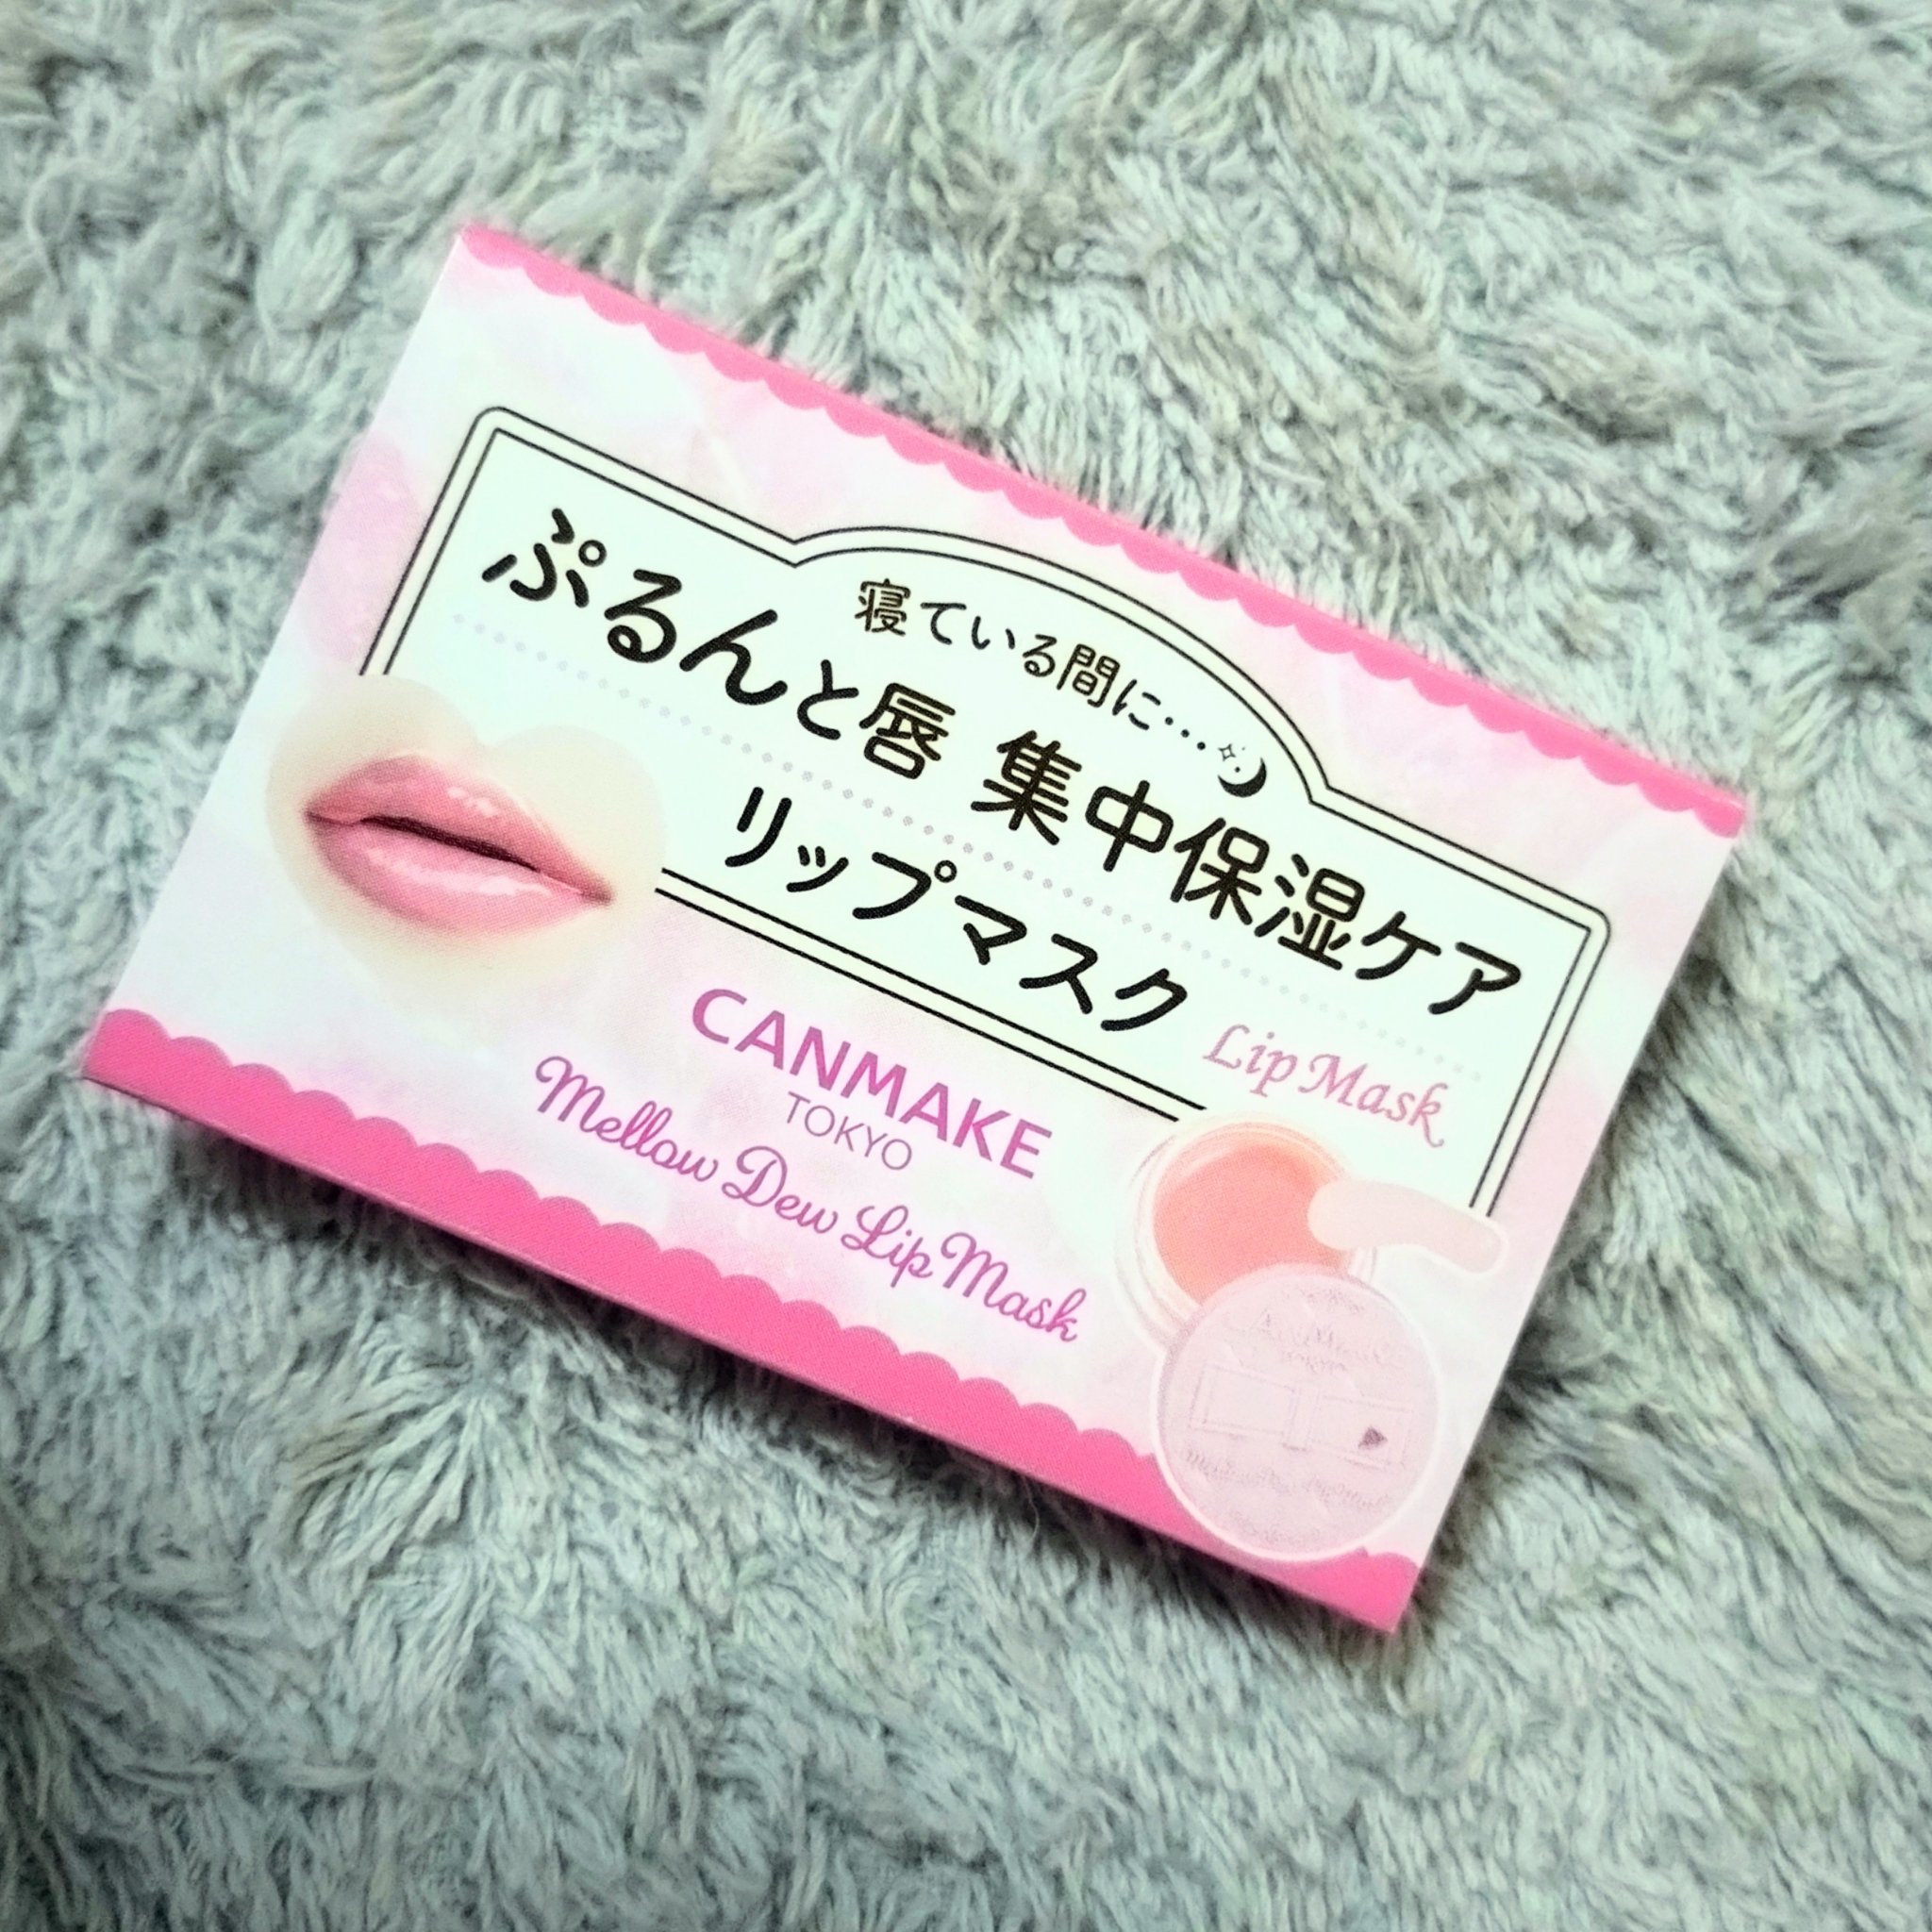 寝ている間に…
ぷるんと唇 集中保湿ケア
リップマスク
Lip Mask
CANMAKE
TOKYO
Mellow Dew Lip Mask